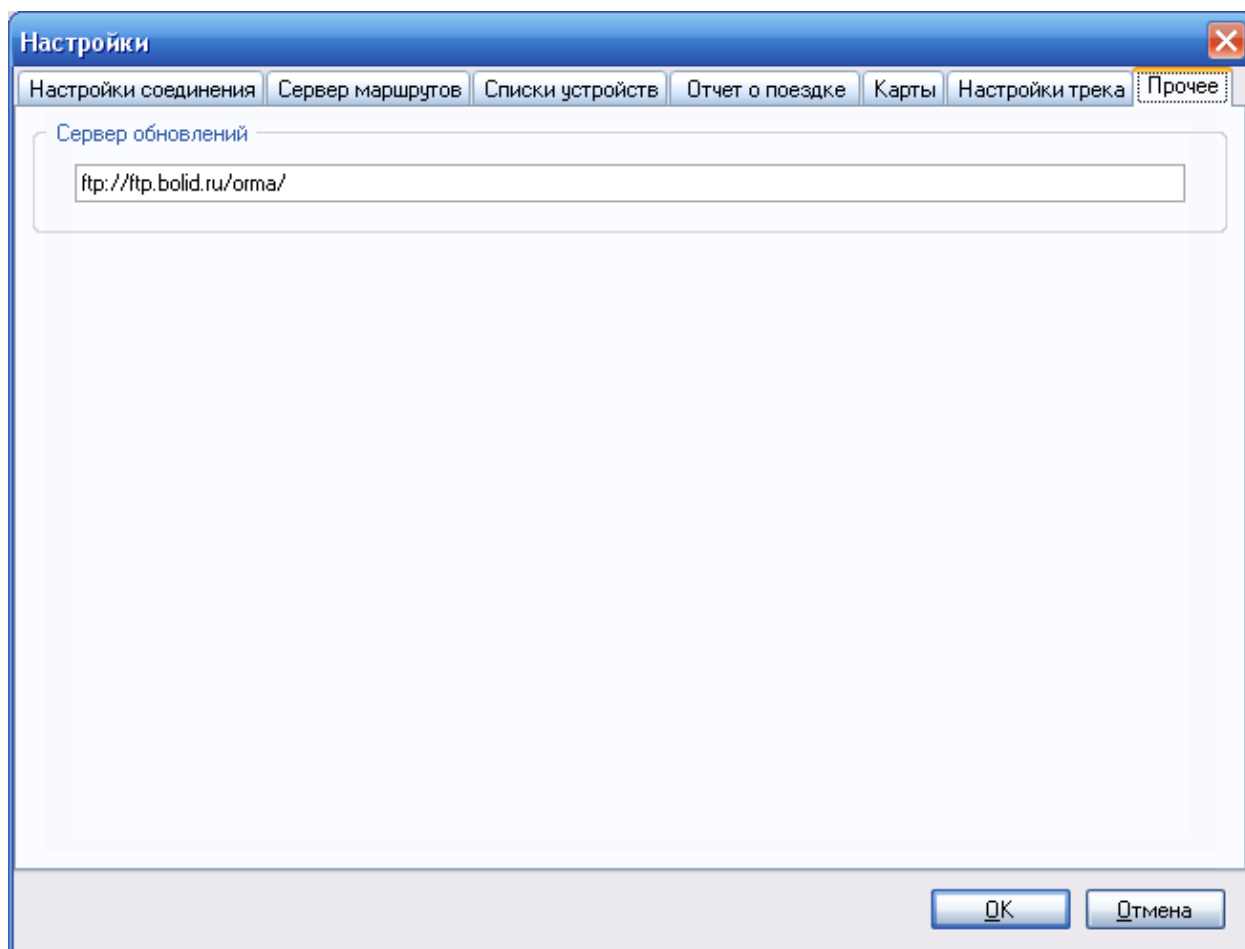 Настройки
Настройки соединения Сервер маршрутов Списки устройств Отчет о поездке Карты Настройки трека Прочее
Сервер обновлений
ftp://ftp.bolid.ru/orma/
OK Отмена